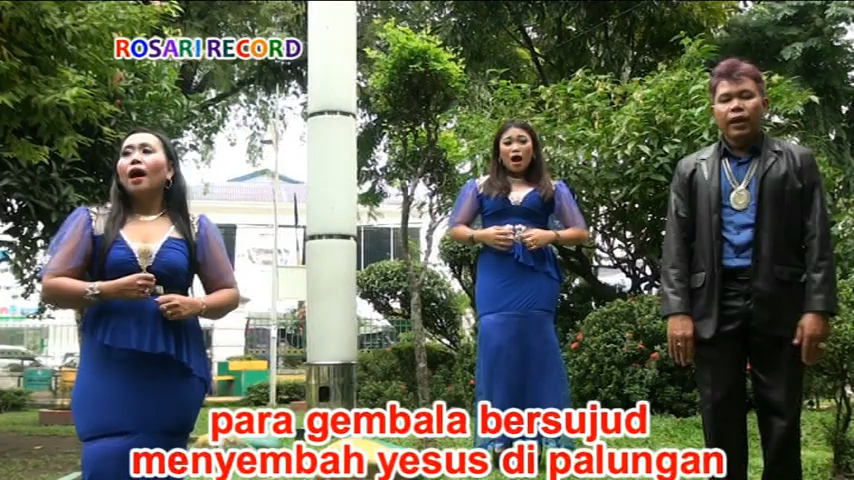 ROSARI RECORD
para gembala bersujud
menyembah yesus di palungan